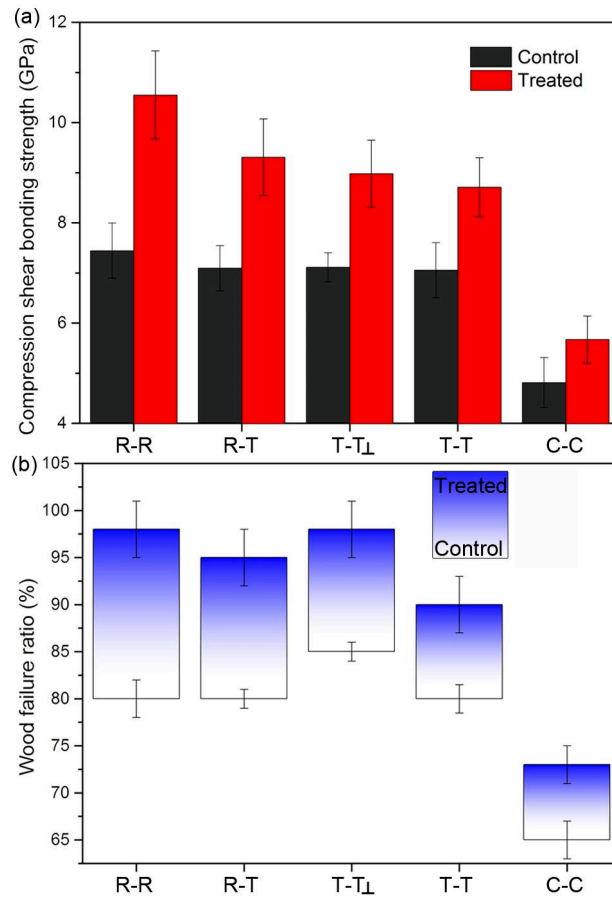 (a)
Compression shear bonding strength (GPa)
12
10
8
6
4
Control
Treated
R-R
R-T
T-T⊥
T-T
C-C
(b)
Wood failure ratio (%)
105
100
95
90
85
80
75
70
65
Treated
Control
R-R
R-T
T-T⊥
T-T
C-C